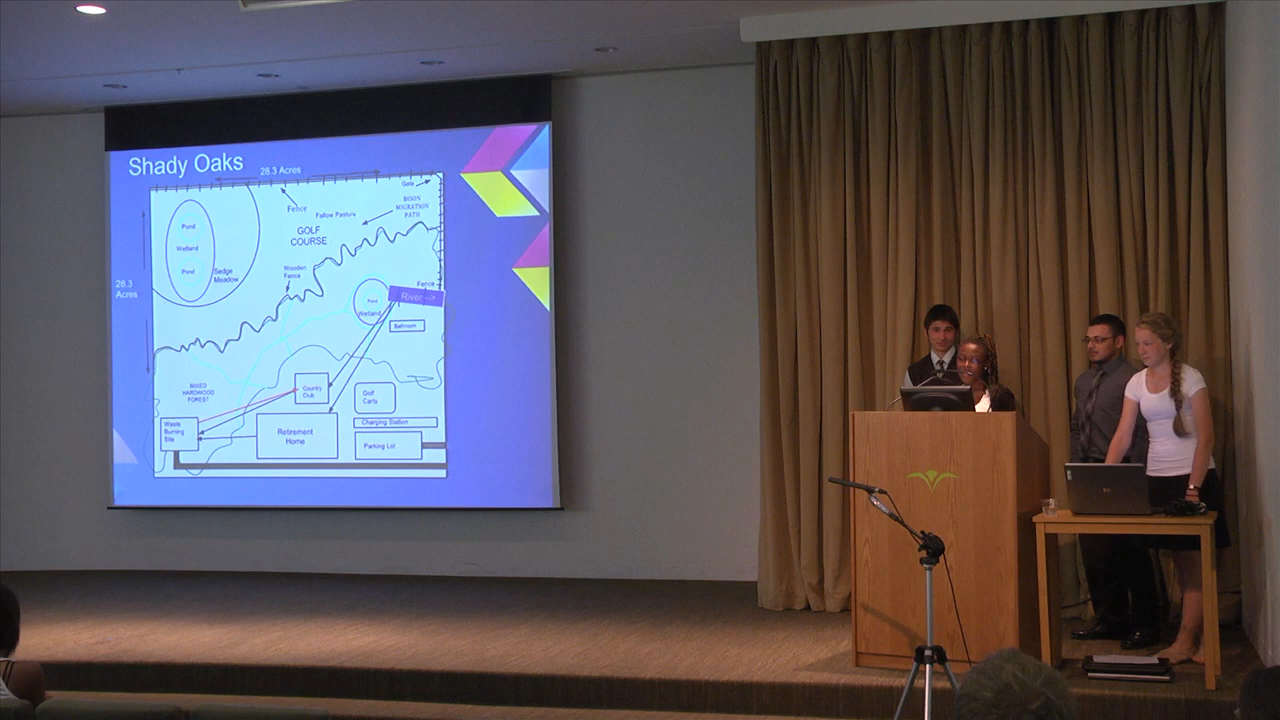 Shady Oaks
28.3 Acres
Gate
Fence
Fallow Pasture
BISON
MIGRATION
PATH
GOLF
COURSE
Pond
Wetland
Pond
Sedge
Meadow
Wooden
Fence
28.3
Acres
Fence
River -->
Pond
Wetland
Bathroom
MIXED
HARDWOOD
FOREST
Country
Club
Golf
Carts
Waste
Burning
Site
Retirement
Home
Charging Station
Parking Lot
hp